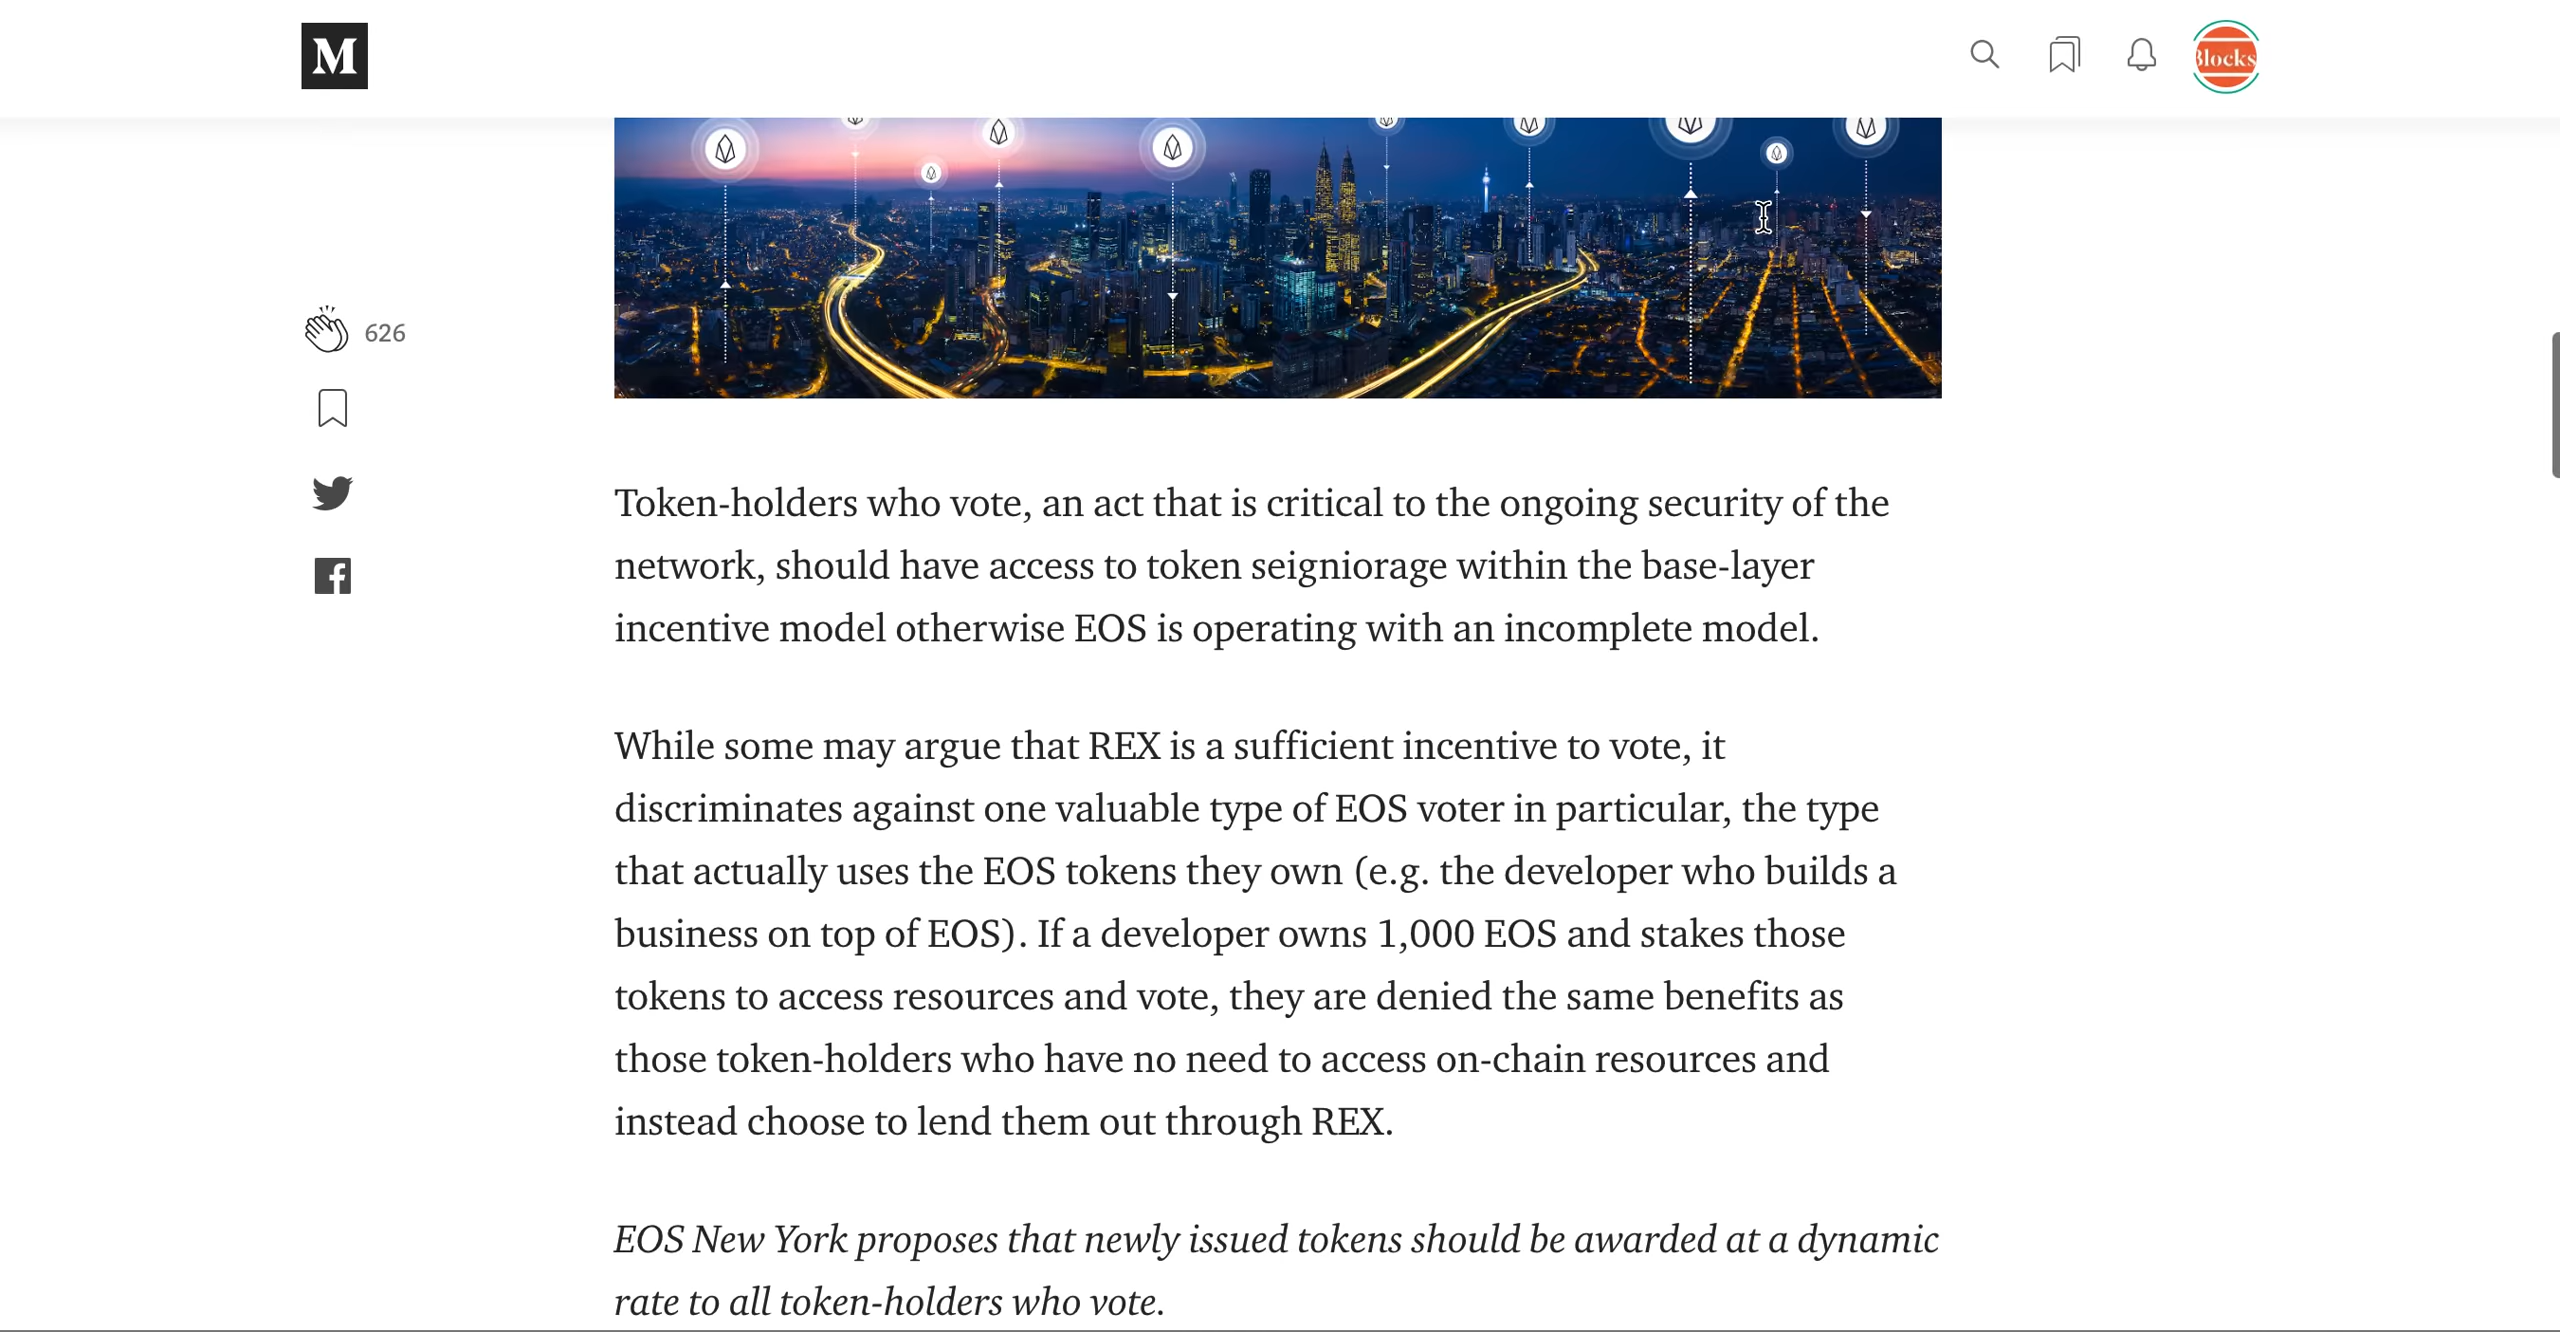 M
Blocks
626
Token-holders who vote, an act that is critical to the ongoing security of the
network, should have access to token seigniorage within the base-layer
incentive model otherwise EOS is operating with an incomplete model.
While some may argue that REX is a sufficient incentive to vote, it
discriminates against one valuable type of EOS voter in particular, the type
that actually uses the EOS tokens they own (e.g. the developer who builds a
business on top of EOS). If a developer owns 1,000 EOS and stakes those
tokens to access resources and vote, they are denied the same benefits as
those token-holders who have no need to access on-chain resources and
instead choose to lend them out through REX.
EOS New York proposes that newly issued tokens should be awarded at a dynamic
rate to all token-holders who vote.